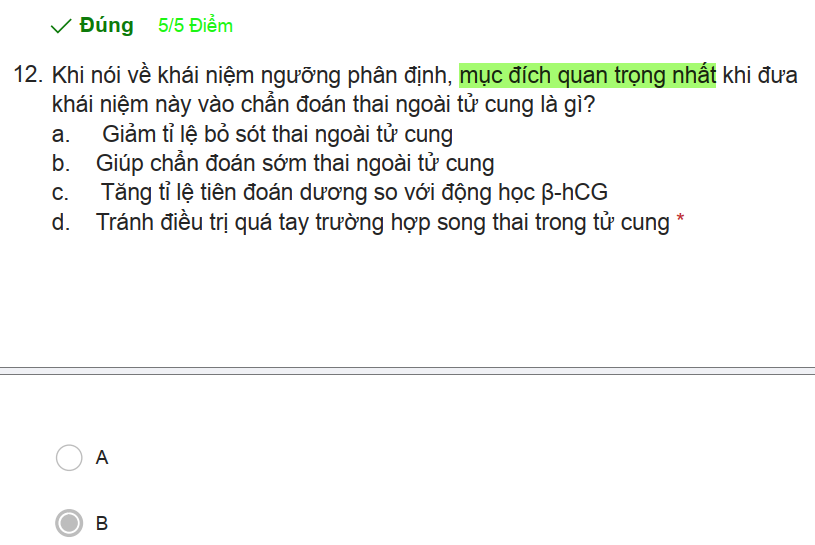 Đúng 5/5 Điểm
12. Khi nói về khái niệm ngưỡng phân định, mục đích quan trọng nhất khi đưa
khái niệm này vào chẩn đoán thai ngoài tử cung là gì?
a. Giảm tỉ lệ bỏ sót thai ngoài tử cung
b. Giúp chẩn đoán sớm thai ngoài tử cung
c. Tăng tỉ lệ tiên đoán dương so với động học β-hCG
d. Tránh điều trị quá tay trường hợp song thai trong tử cung *
A
B